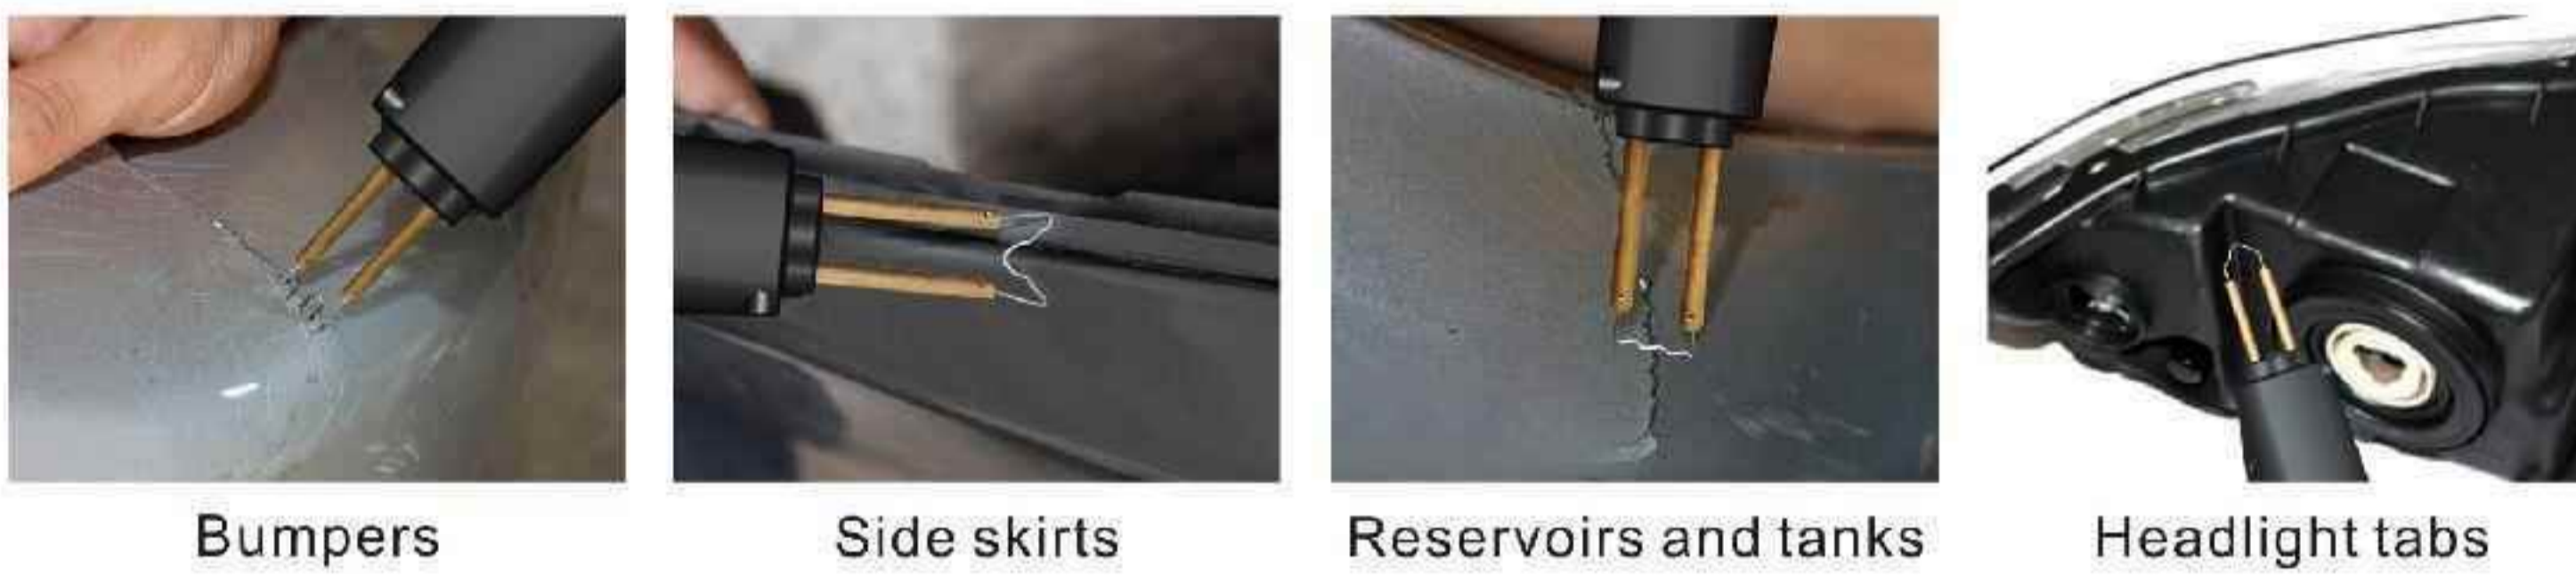 Bumpers
Side skirts
Reservoirs and tanks
Headlight tabs